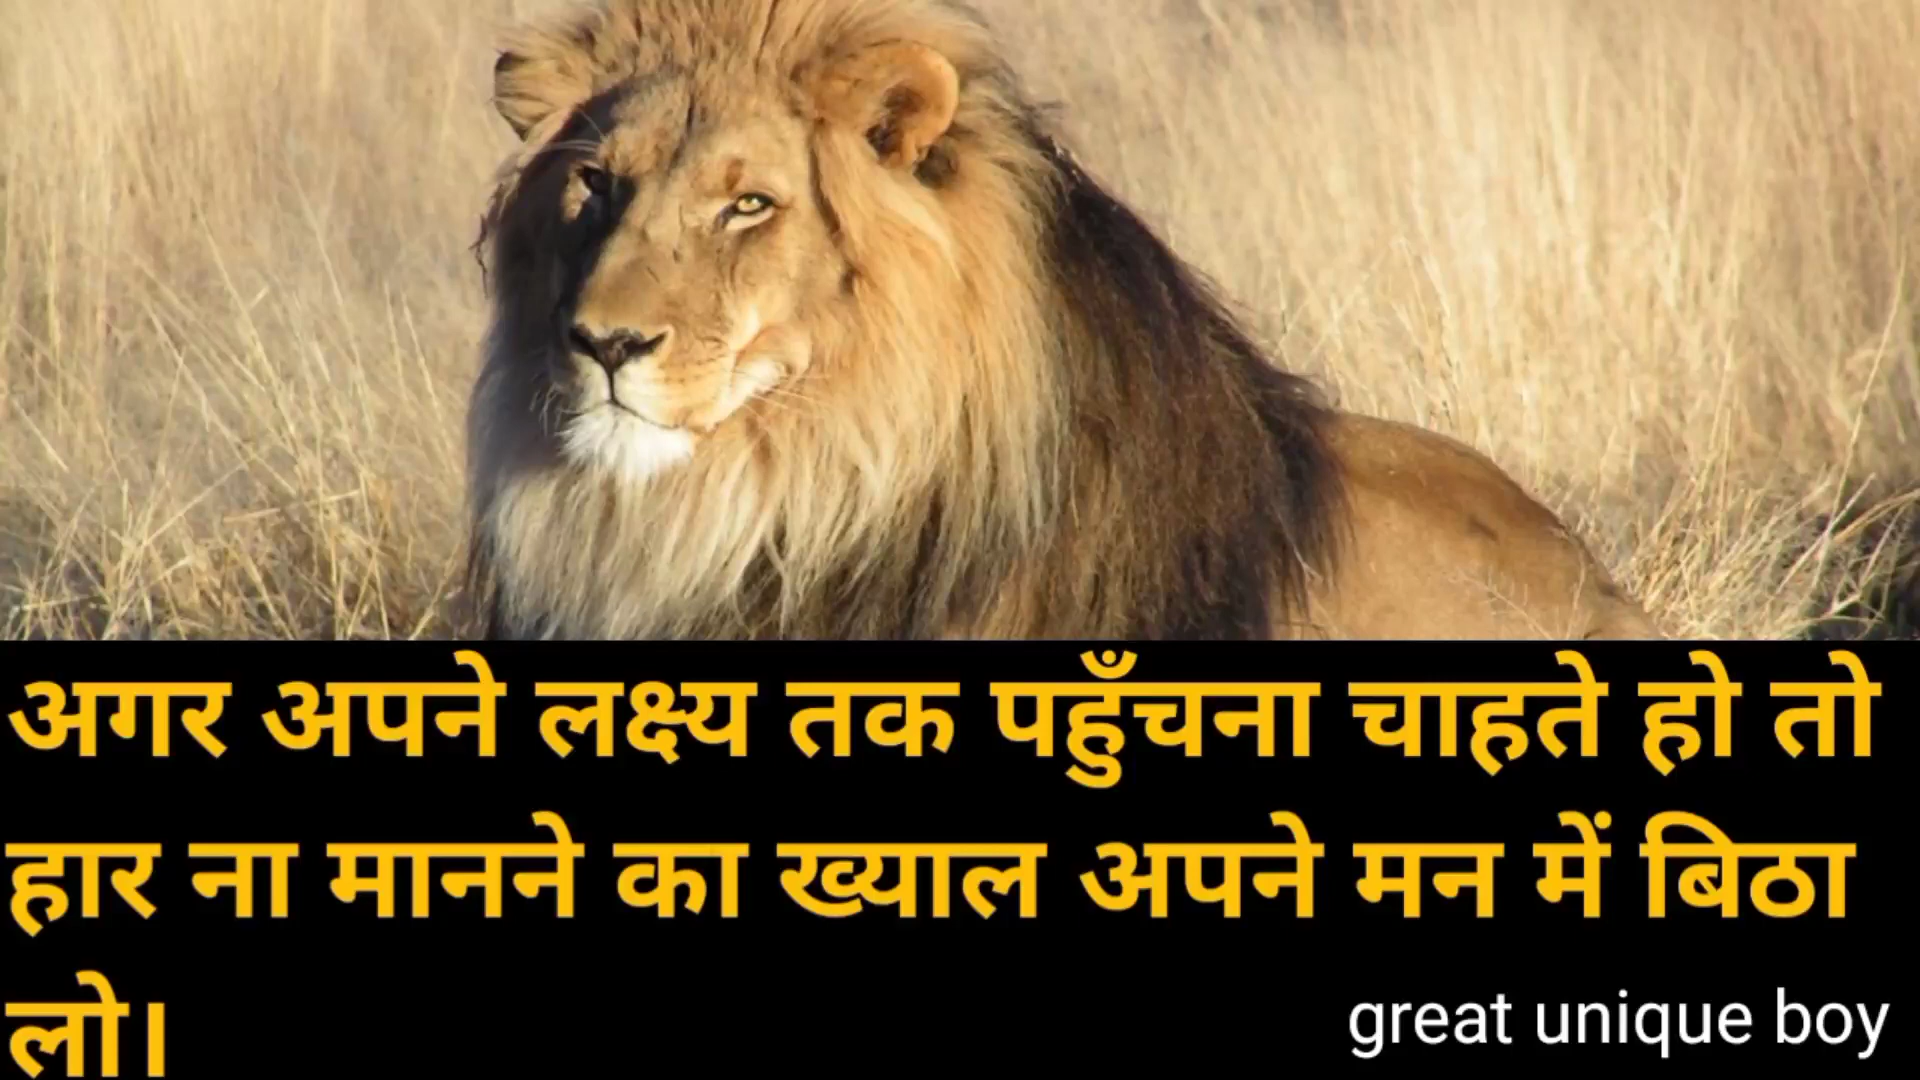 अगर अपने लक्ष्य तक पहुँचना चाहते हो तो
हार ना मानने का ख्याल अपने मन में बिठा
लो।
great unique boy